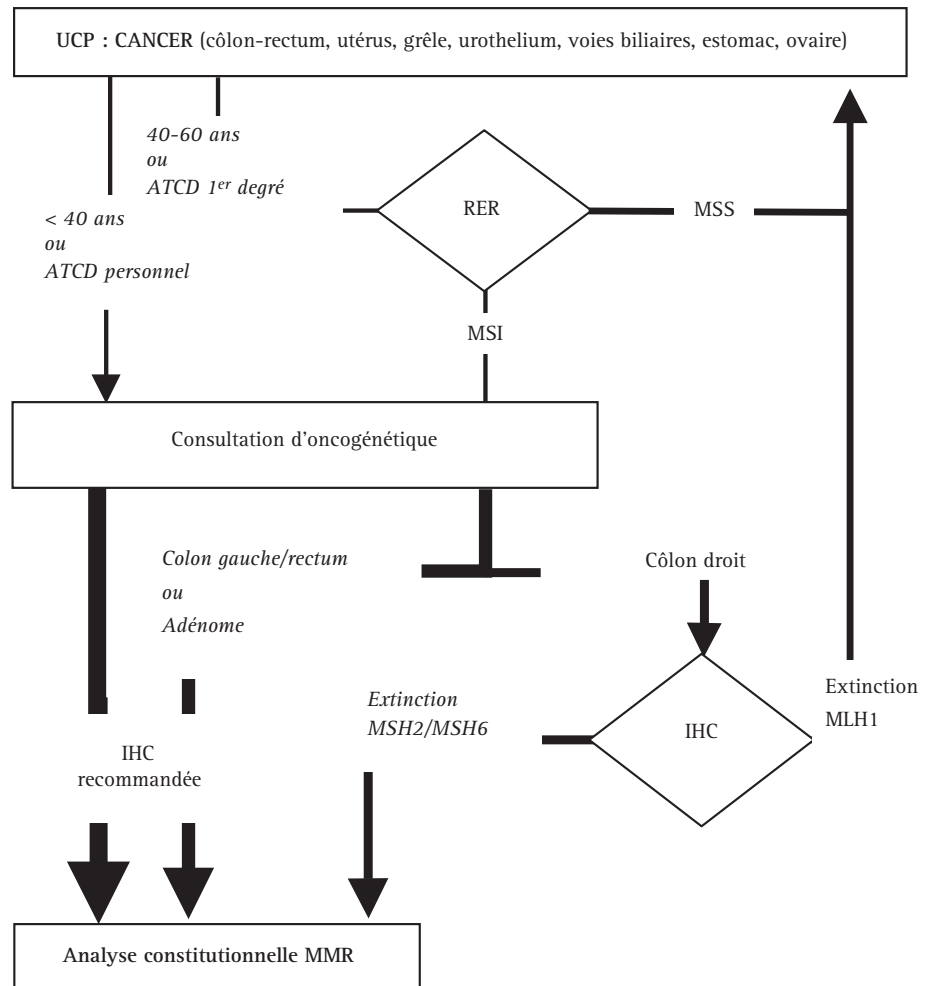 UCP : CANCER (côlon-rectum, utérus, grêle, urothelium, voies biliaires, estomac, ovaire)
40-60 ans
ou
ATCD 1er degré
< 40 ans
ou
ATCD personnel
RER
MSS
MSI
Consultation d'oncogénétique
Colon gauche/rectum
ou
Adénome
Côlon droit
Extinction
MSH2/MSH6
IHC
Extinction
MLH1
IHC
recommandée
Analyse constitutionnelle MMR